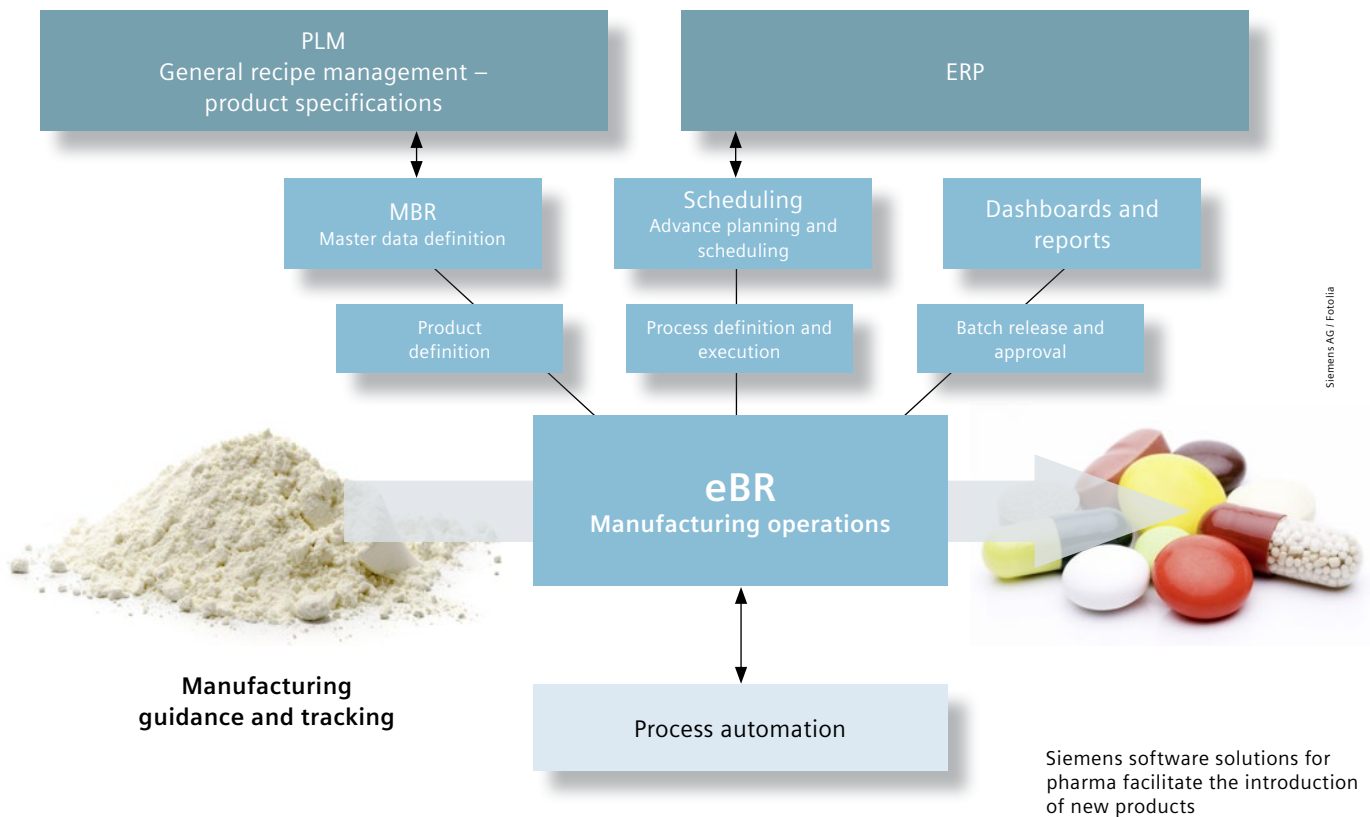 PLM
General recipe management –
product specifications
ERP
MBR
Master data definition
Scheduling
Advance planning and
scheduling
Dashboards and
reports
Product
definition
Process definition and
execution
Batch release and
approval
Siemens AG / Fotolia
eBR
Manufacturing operations
Manufacturing
guidance and tracking
Process automation
Siemens software solutions for
pharma facilitate the introduction
of new products